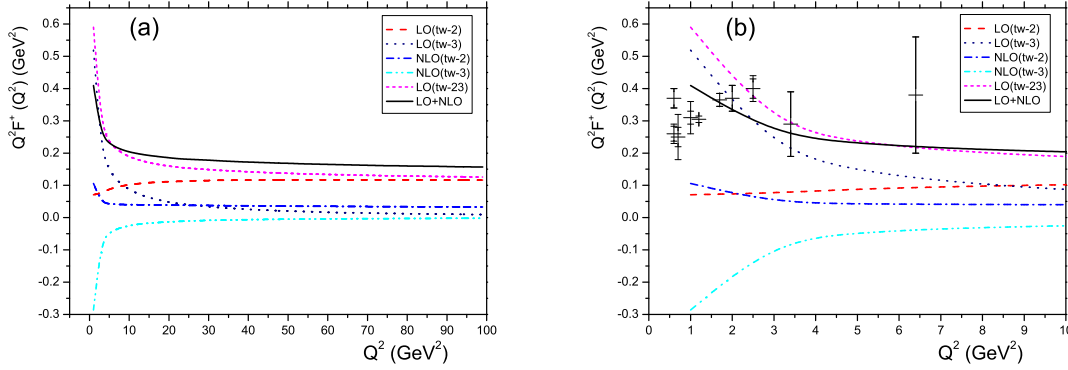 (a)
LO(tw-2)
LO(tw-3)
NLO(tw-2)
NLO(tw-3)
LO(tw-23)
LO+NLO
Q²F⁺ (Q²) (GeV²)
0.6
0.5
0.4
0.3
0.2
0.1
0.0
-0.1
-0.2
-0.3
0 10 20 30 40 50 60 70 80 90 100
Q² (GeV²)
(b)
LO(tw-2)
LO(tw-3)
NLO(tw-2)
NLO(tw-3)
LO(tw-23)
LO+NLO
Q²F⁺ (Q²) (GeV²)
0.6
0.5
0.4
0.3
0.2
0.1
0.0
-0.1
-0.2
-0.3
0 1 2 3 4 5 6 7 8 9 10
Q² (GeV²)